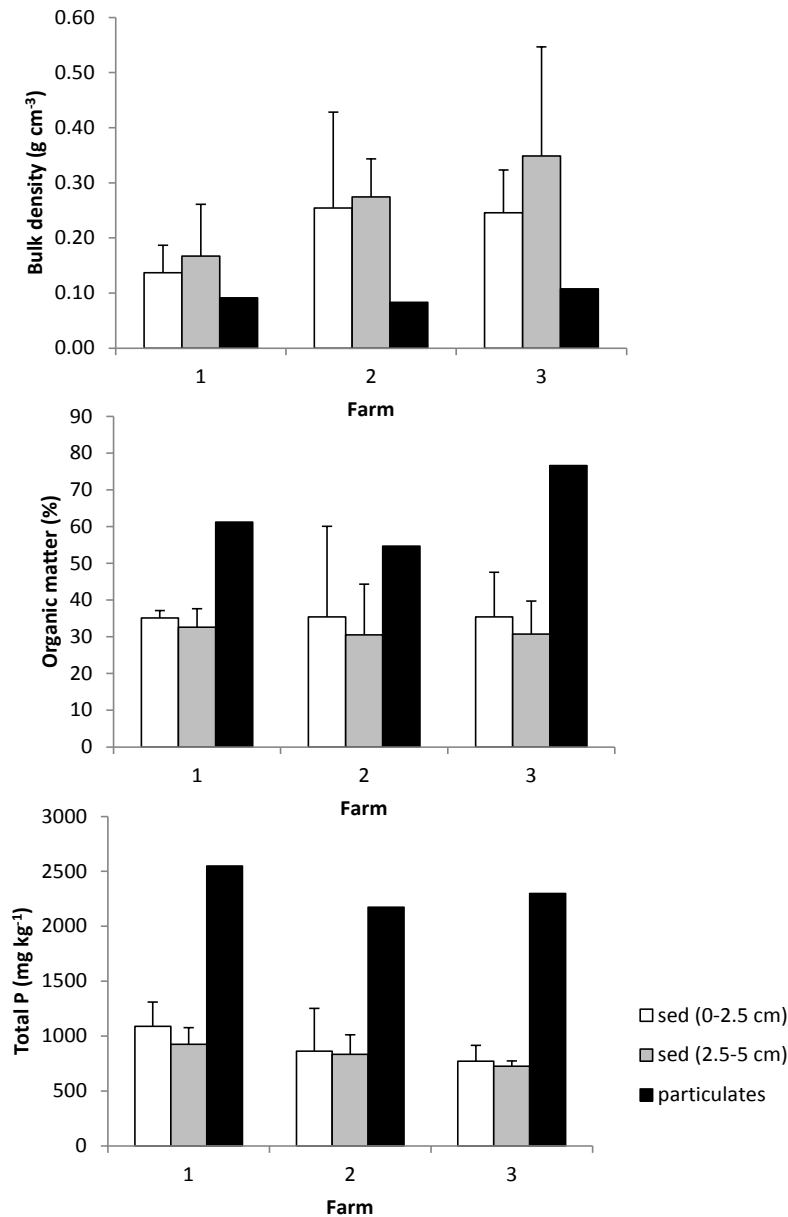 0.60
0.50
0.40
0.30
0.20
0.10
0.00
Bulk density (g cm⁻³)
1 2 3
Farm
90
80
70
60
50
40
30
20
10
0
Organic matter (%)
1 2 3
Farm
3000
2500
2000
1500
1000
500
0
Total P (mg kg⁻¹)
1 2 3
Farm
sed (0-2.5 cm)
sed (2.5-5 cm)
particulates